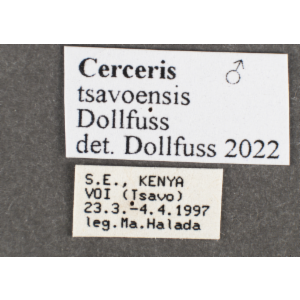 Cerceris ♂
tsavoensis
Dollfuss
det. Dollfuss 2022
S.E., KENYA
VOI (Tsavo)
23.3.-4.4.1997
leg.Ma.Halada